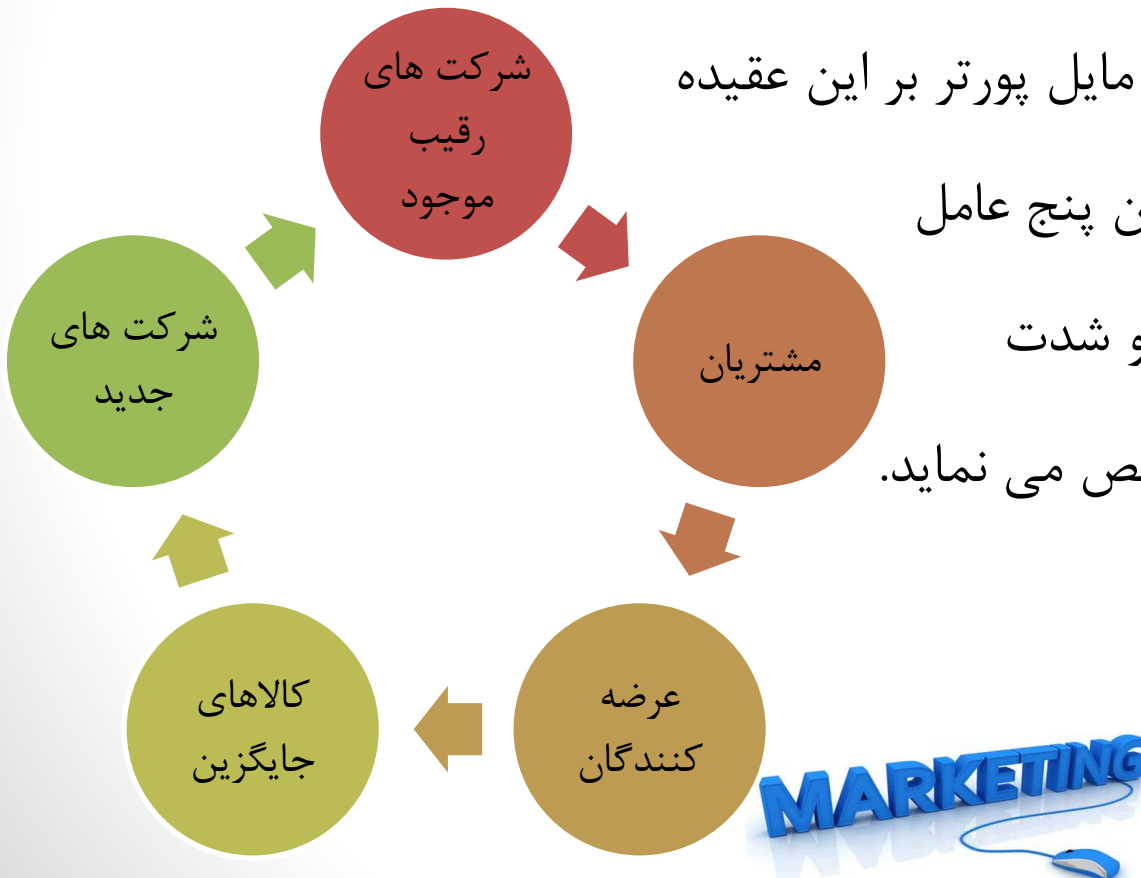 مایل پورتر بر این عقیده
پنج عامل
و شدت
می نماید.
شرکت های
رقیب
موجود
مشتریان
عرضه
کنندگان
کالاهای
جایگزین
شرکت های
جدید
MARKETING